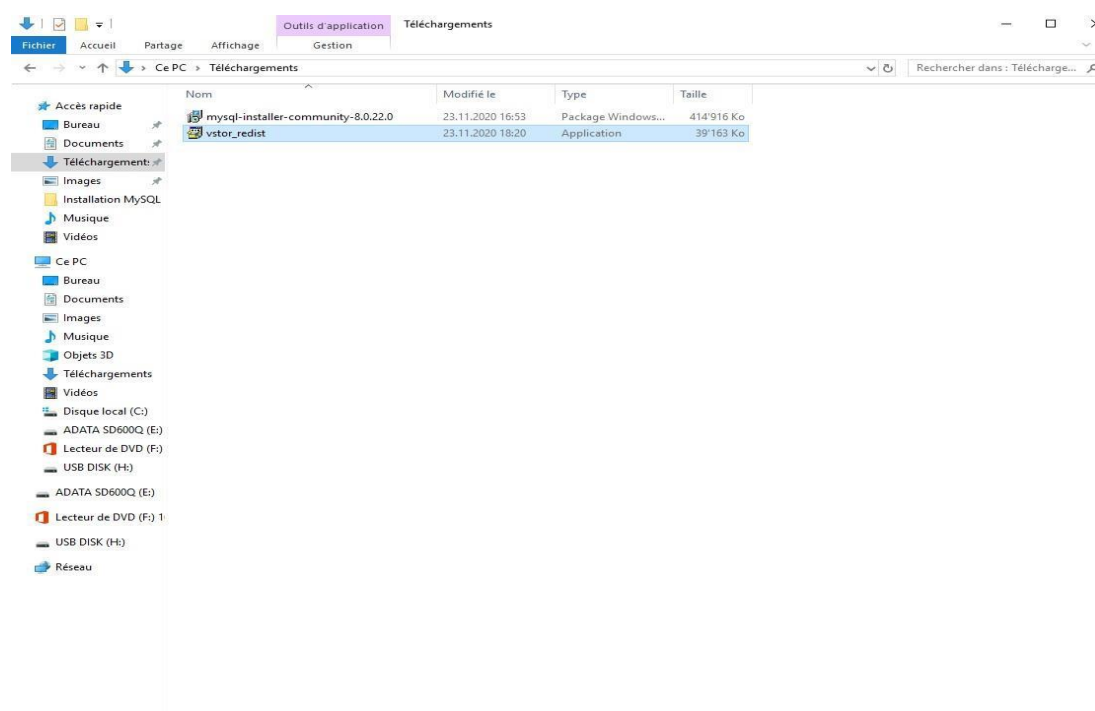 Outils d'application Téléchargements
Fichier Accueil Partage Affichage Gestion
Ce PC > Téléchargements
Rechercher dans : Télécharge...
Nom Modifié le Type Taille
mysql-installer-community-8.0.22.0 23.11.2020 16:53 Package Windows... 414'916 Ko
vstor_redist 23.11.2020 18:20 Application 39'163 Ko
Accès rapide
Bureau
Documents
Téléchargement:
Images
Installation MySQL
Musique
Vidéos
Ce PC
Bureau
Documents
Images
Musique
Objets 3D
Téléchargements
Vidéos
Disque local (C:)
ADATA SD600Q (E:)
Lecteur de DVD (F:)
USB DISK (H:)
ADATA SD600Q (E:)
Lecteur de DVD (F:) 1
USB DISK (H:)
Réseau